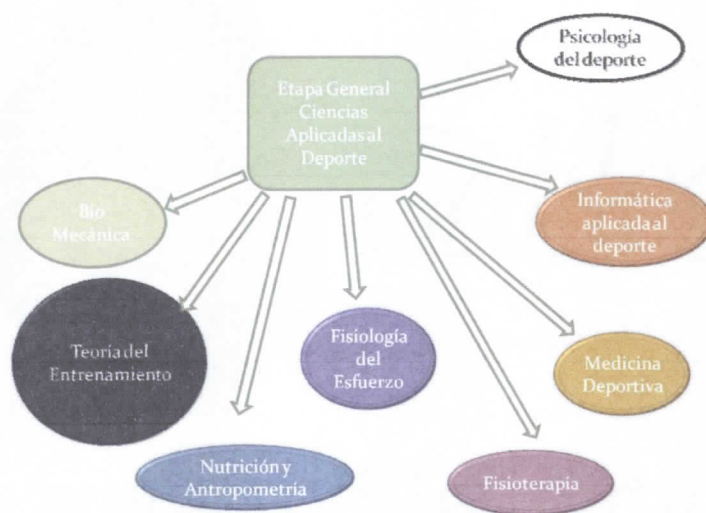 Psicología
del deporte
Etapa General
Ciencias
Aplicadas al
Deporte
Bio
Mecánica
Informática
aplicada al
deporte
Teoría del
Entrenamiento
Fisiología
del
Esfuerzo
Medicina
Deportiva
Nutrición y
Antropometría
Fisioterapia